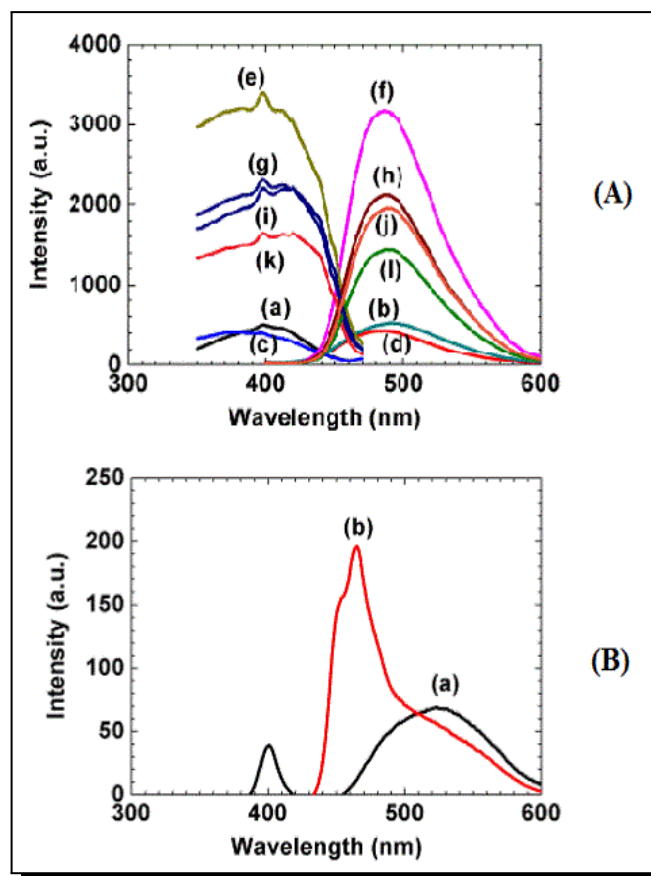 4000
3000
2000
1000
0
Intensity (a.u.)
(e)
(f)
(g)
(h)
(i)
(j)
(k)
(l)
(a)
(b)
(c)
(d)
300 400 500 600
Wavelength (nm)
(A)
250
200
150
100
50
0
Intensity (a.u.)
(b)
(a)
300 400 500 600
Wavelength (nm)
(B)